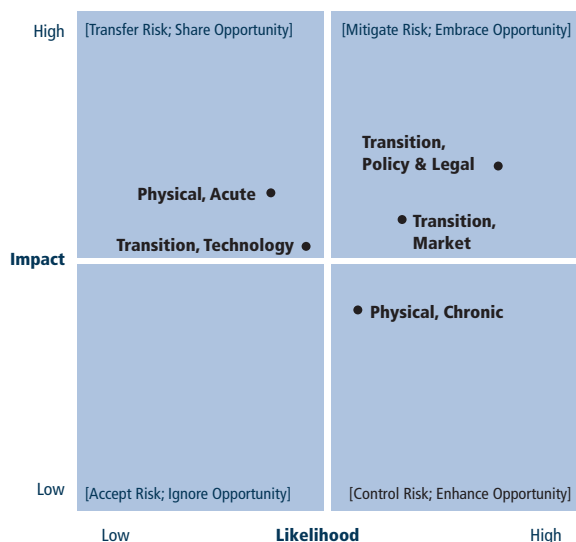 High
[Transfer Risk; Share Opportunity]
[Mitigate Risk; Embrace Opportunity]
Transition,
Policy & Legal
Physical, Acute
Transition, Technology
Transition,
Market
Impact
Physical, Chronic
Low
[Accept Risk; Ignore Opportunity]
[Control Risk; Enhance Opportunity]
Low
Likelihood
High